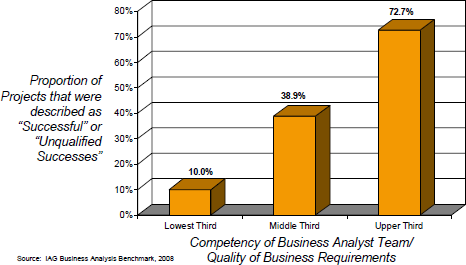 80%
70%
60%
50%
40%
30%
20%
10%
0%
Proportion of
Projects that were
described as
“Successful” or
“Unqualified
Successes”
10.0%
38.9%
72.7%
Lowest Third
Middle Third
Upper Third
Competency of Business Analyst Team/
Quality of Business Requirements
Source: IAG Business Analysis Benchmark, 2008